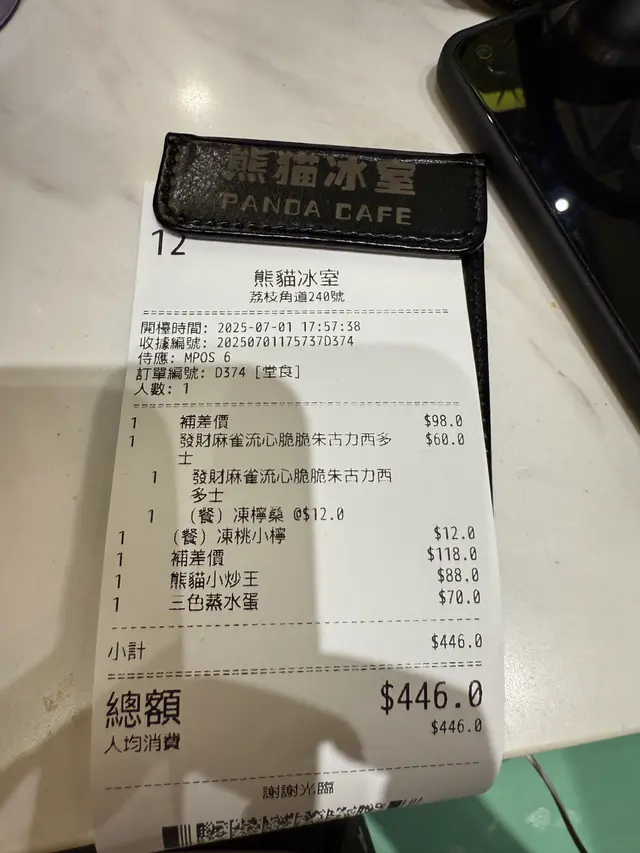 熊猫冰室
PANDA CAFE
12
熊貓冰室
荔枝角道240號
開檯時間: 2025-07-01 17:57:38
收據編號: 20250701175737D374
侍應: MPOS 6
訂單編號: D374 [堂食]
人數: 1
1 補差價 $98.0
1 發財麻雀流心脆脆朱古力西多 $60.0
士
1 發財麻雀流心脆脆朱古力西
多士
1 (餐) 凍檸桑 @$12.0
1 (餐) 凍桃小檸 $12.0
1 補差價 $118.0
1 熊貓小炒王 $88.0
1 三色蒸水蛋 $70.0
小計 $446.0
總額 $446.0
人均消費 $446.0
謝謝光臨